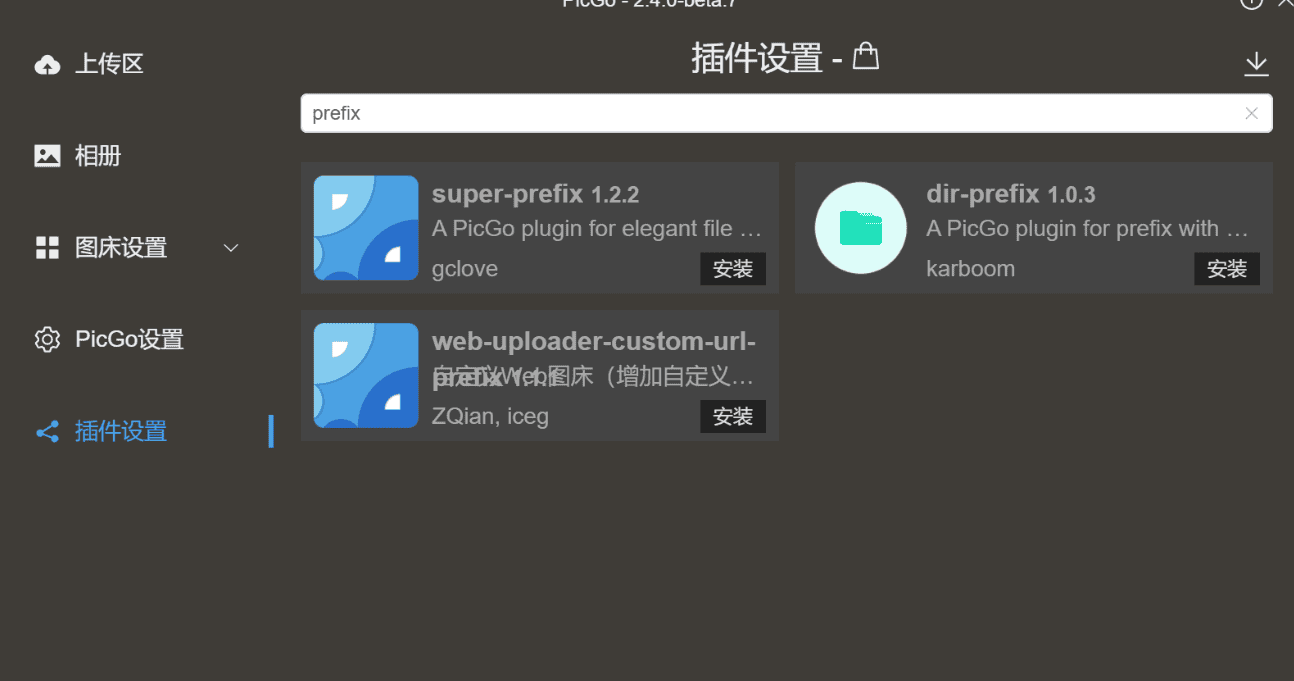 PicGo - 2.4.0-beta.7
上传区
相册
图床设置
PicGo设置
插件设置
插件设置 -
prefix
super-prefix 1.2.2
A PicGo plugin for elegant file ...
gclove
安装
dir-prefix 1.0.3
A PicGo plugin for prefix with ...
karboom
安装
web-uploader-custom-url-
prefix 1.1.1
自定义Web图床（增加自定义...
ZQian, iceg
安装